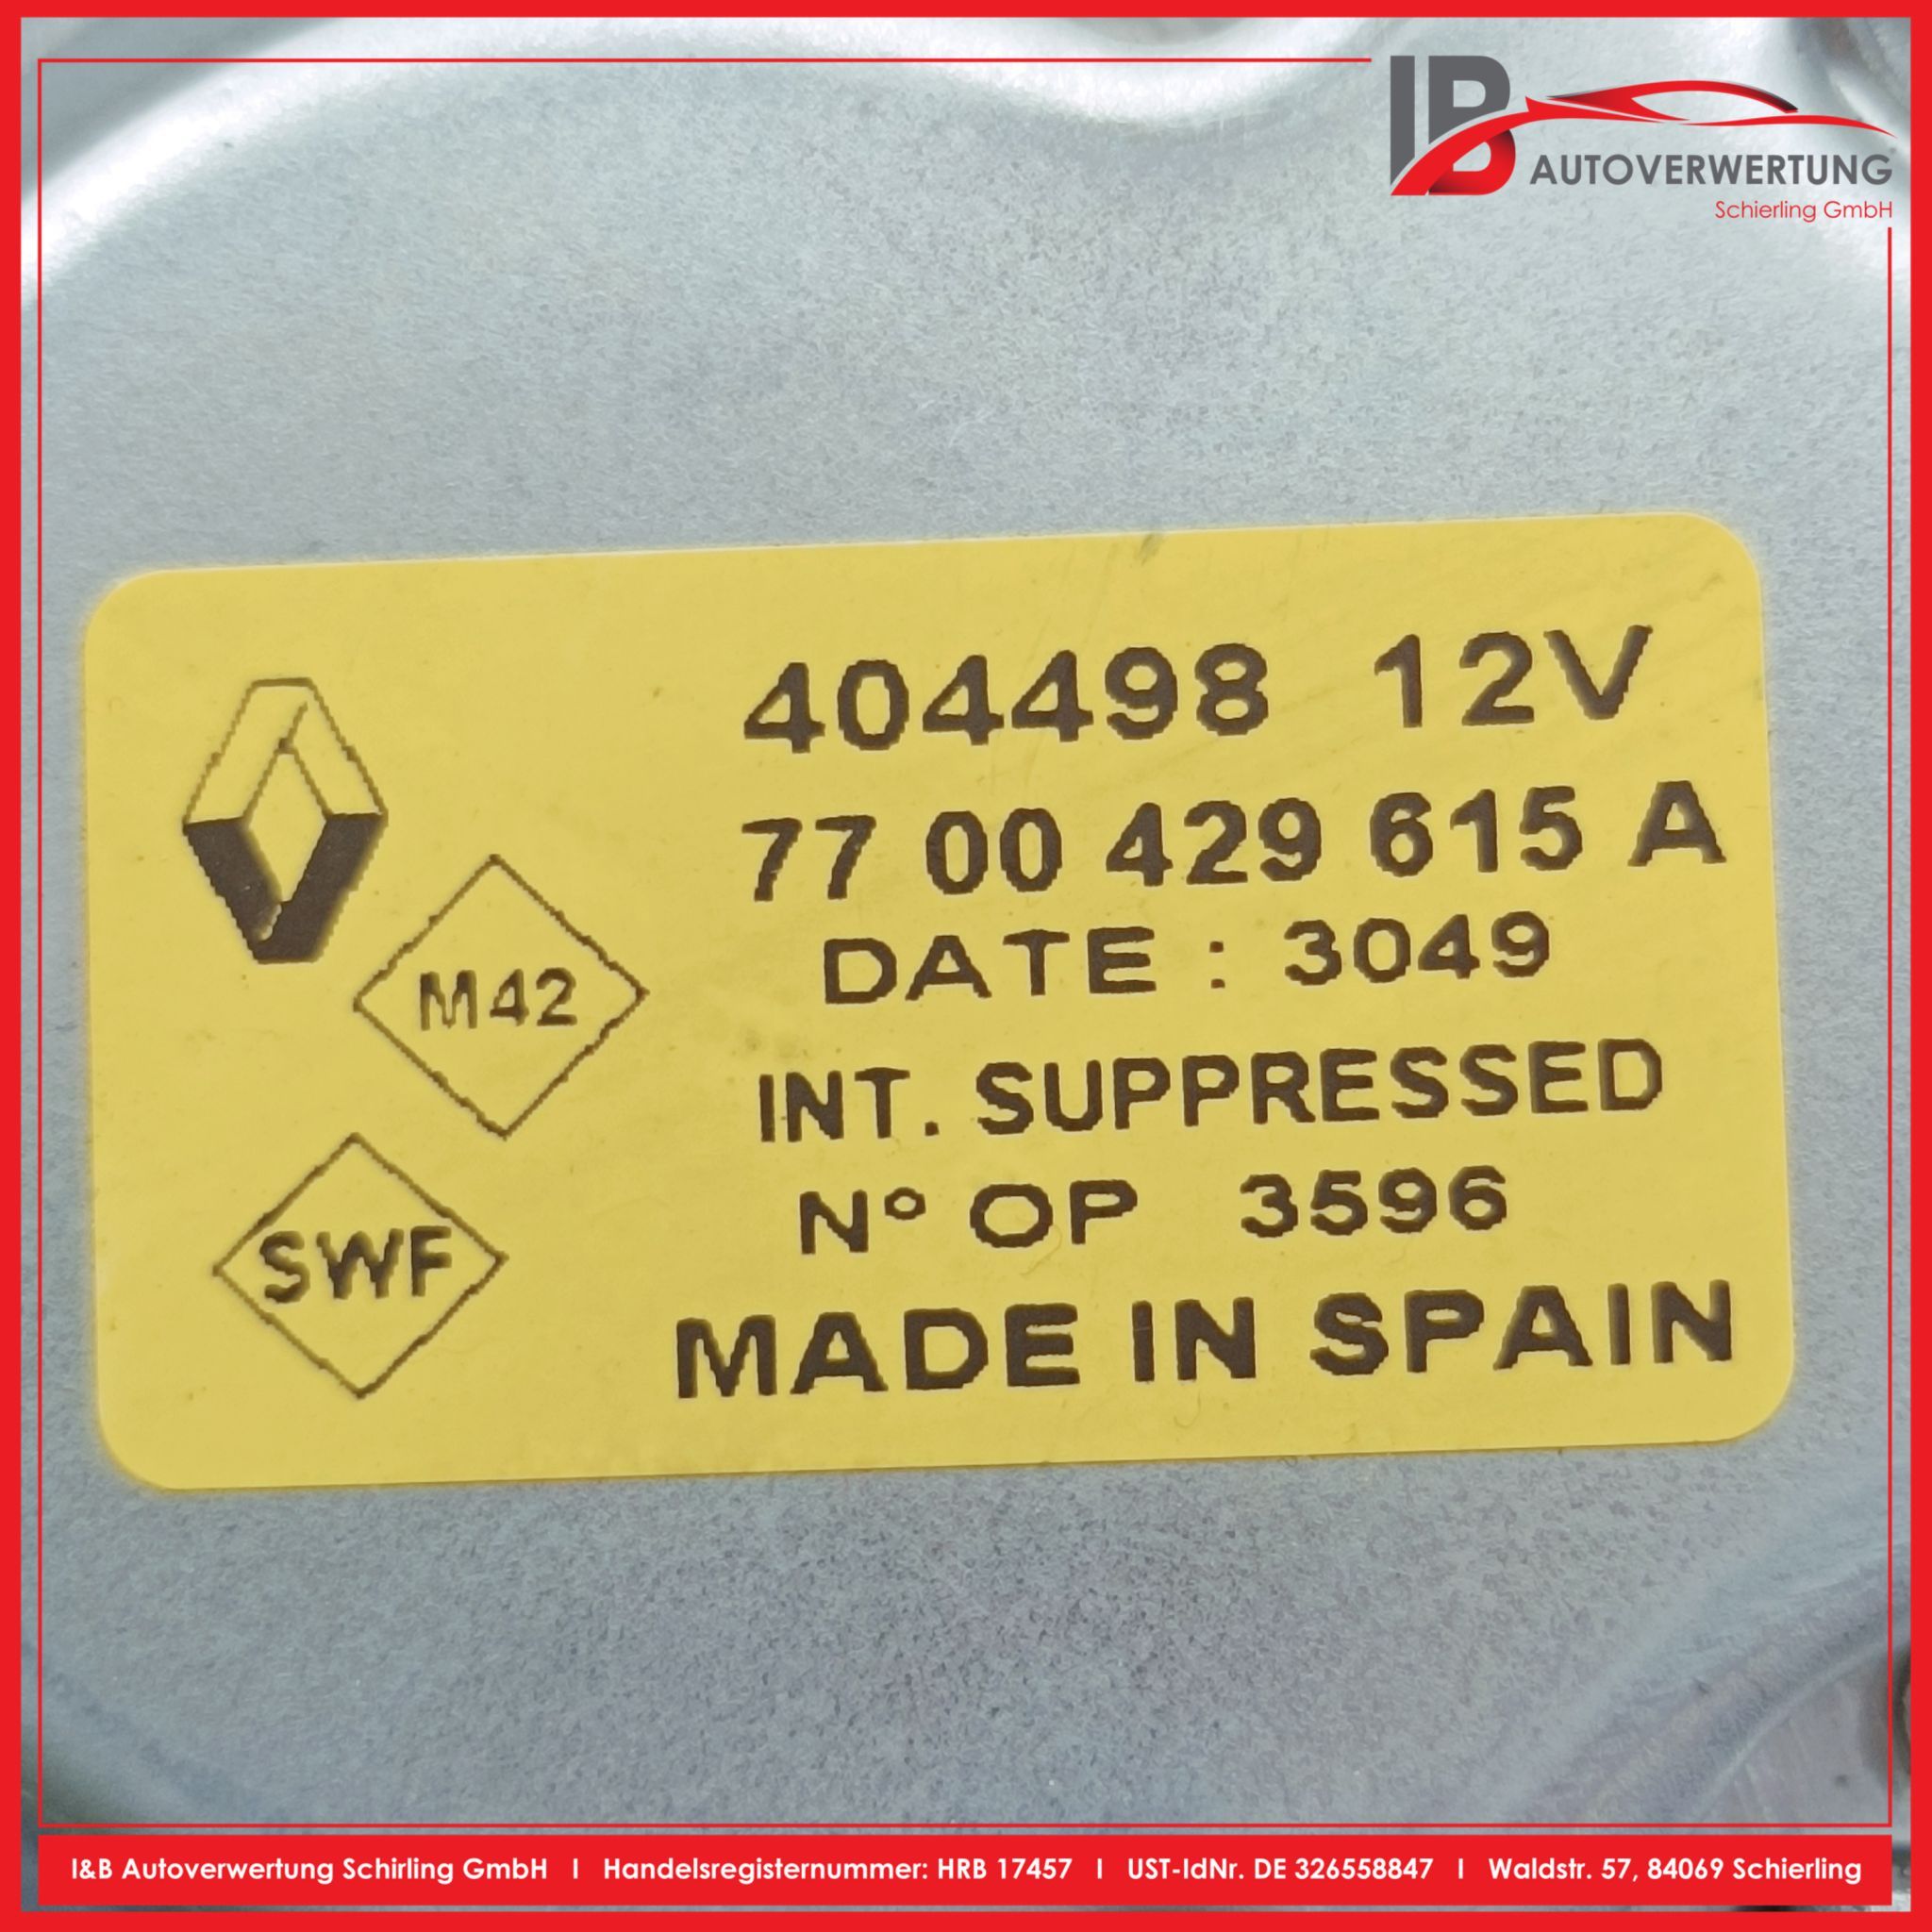 IB
AUTOVERWERTUNG
Schierling GmbH
404498 12V
77 00 429 615 A
DATE : 3049
M42
INT. SUPPRESSED
N° OP 3596
SWF
MADE IN SPAIN
I&B Autoverwertung Schirling GmbH I Handelsregisternummer: HRB 17457 I UST-IdNr. DE 326558847 I Waldstr. 57, 84069 Schierling